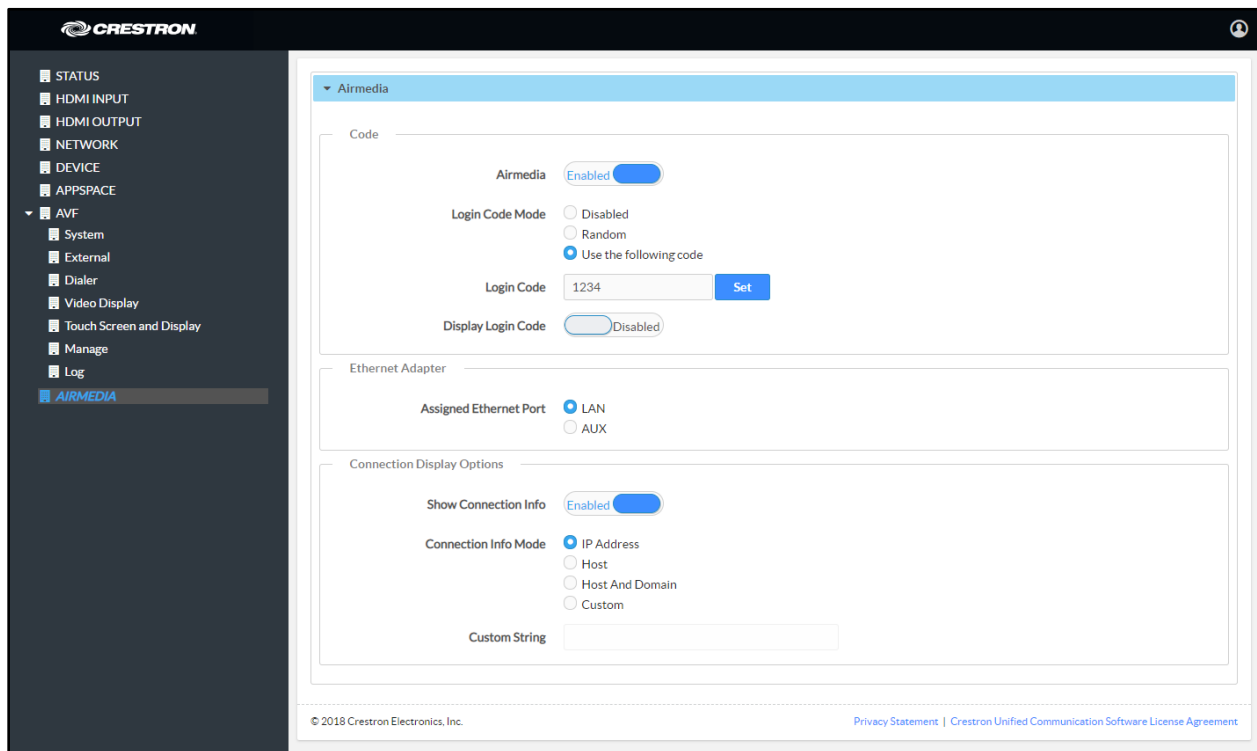 CRESTRON
STATUS
HDMI INPUT
HDMI OUTPUT
NETWORK
DEVICE
APPSPACE
AVF
System
External
Dialer
Video Display
Touch Screen and Display
Manage
Log
AIRMEDIA
Airmedia
Code
Airmedia Enabled
Login Code Mode Disabled
Random
Use the following code
Login Code 1234 Set
Display Login Code Disabled
Ethernet Adapter
Assigned Ethernet Port LAN
AUX
Connection Display Options
Show Connection Info Enabled
Connection Info Mode IP Address
Host
Host And Domain
Custom
Custom String
© 2018 Crestron Electronics, Inc. Privacy Statement | Crestron Unified Communication Software License Agreement